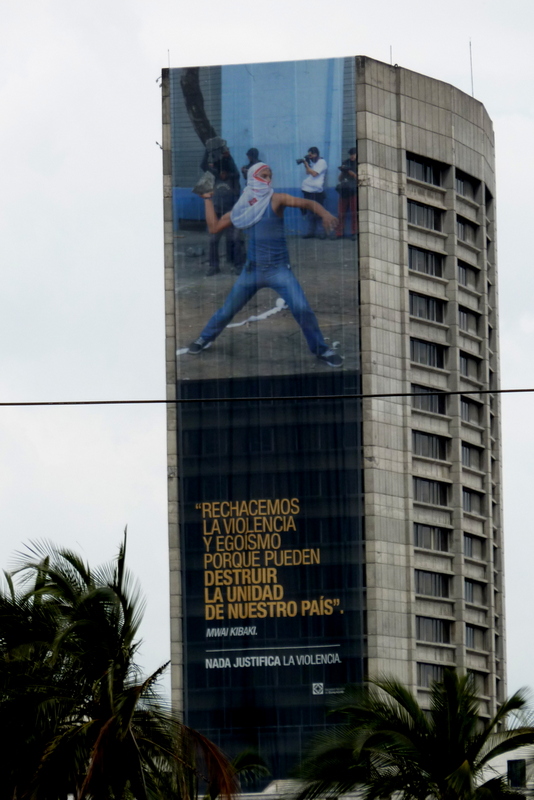 “RECHACEMOS
LA VIOLENCIA
Y EGOÍSMO
PORQUE PUEDEN
DESTRUIR
LA UNIDAD
DE NUESTRO PAÍS”.
MWAI KIBAKI.
NADA JUSTIFICA LA VIOLENCIA.